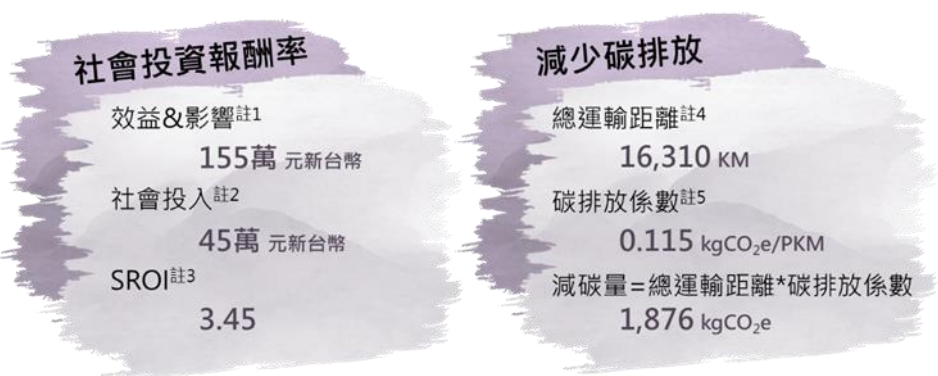 社會投資報酬率
效益&影響註1
155萬 元新台幣
社會投入註2
45萬 元新台幣
SROI註3
3.45
減少碳排放
總運輸距離註4
16,310 KM
碳排放係數註5
0.115 kgCO₂e/PKM
減碳量=總運輸距離*碳排放係數
1,876 kgCO₂e